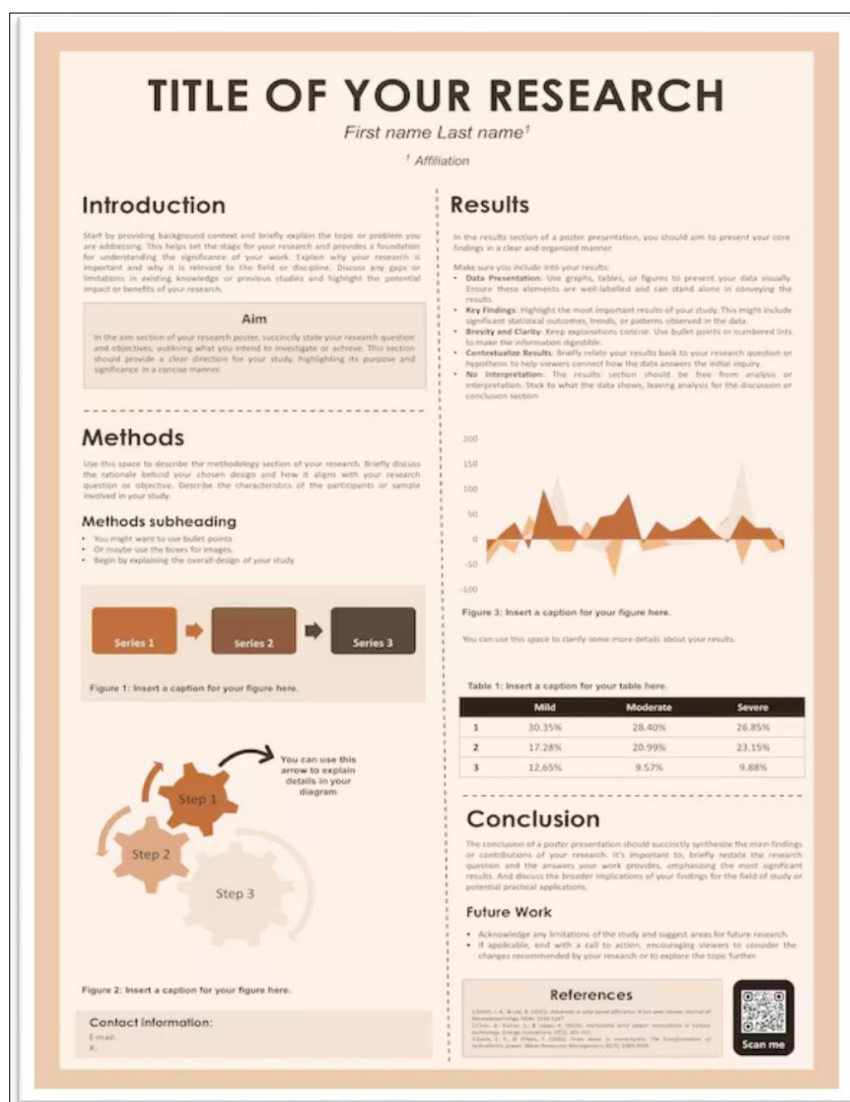 TITLE OF YOUR RESEARCH
First name Last name¹
¹ Affiliation
Introduction
Start by providing background context and briefly explain the topic or problem you
are addressing. This helps set the stage for your research and provides a foundation
for understanding the significance of your work. Explain why your research is
important and why it is relevant to the field or discipline. Discuss any gaps or
limitations in existing knowledge or previous studies and highlight the potential
impact or benefits of your research.
Aim
In the aim section of your research poster, succinctly state your research question
and objectives, outlining what you intend to investigate or achieve. This section
should provide a clear direction for your study, highlighting its purpose and
significance in a concise manner.
Methods
Use this space to describe the methodology section of your research. Briefly discuss
the rationale behind your chosen design and how it aligns with your research
question or objective. Describe the characteristics of the participants or sample
involved in your study.
Methods subheading
• You might want to use bullet points
• Or maybe use the boxes for images.
• Begin by explaining the overall design of your study.
Series 1
Series 2
Series 3
Figure 1: Insert a caption for your figure here.
You can use this
arrow to explain
details in your
diagram
Step 1
Step 2
Step 3
Figure 2: Insert a caption for your figure here.
Contact information:
E-mail:
X:
Results
In the results section of a poster presentation, you should aim to present your core
findings in a clear and organized manner.
Make sure you include into your results:
• Data Presentation: Use graphs, tables, or figures to present your data visually.
Ensure these elements are well-labelled and can stand alone in conveying the
results.
• Key Findings: Highlight the most important results of your study. This might include
significant statistical outcomes, trends, or patterns observed in the data.
• Brevity and Clarity: Keep explanations concise. Use bullet points or numbered lists
to make the information digestible.
• Contextualize Results: Briefly relate your results back to your research question or
hypothesis to help viewers connect how the data answers the initial inquiry.
• No Interpretation: The results section should be free from analysis or
interpretation. Stick to what the data shows, leaving analysis for the discussion or
conclusion section
200
150
100
50
0
-50
-100
Figure 3: Insert a caption for your figure here.
You can use this space to clarify some more details about your results.
Table 1: Insert a caption for your table here.
Mild Moderate Severe
1 30.35% 28.40% 26.85%
2 17.28% 20.99% 23.15%
3 12.65% 9.57% 9.88%
Conclusion
The conclusion of a poster presentation should succinctly synthesize the main findings
or contributions of your research. It's important to, briefly restate the research
question and the answers your work provides, emphasizing the most significant
results. And discuss the broader implications of your findings for the field of study or
potential practical applications.
Future Work
• Acknowledge any limitations of the study and suggest areas for future research.
• If applicable, end with a call to action, encouraging viewers to consider the
changes recommended by your research or to explore the topic further.
References
Scan me